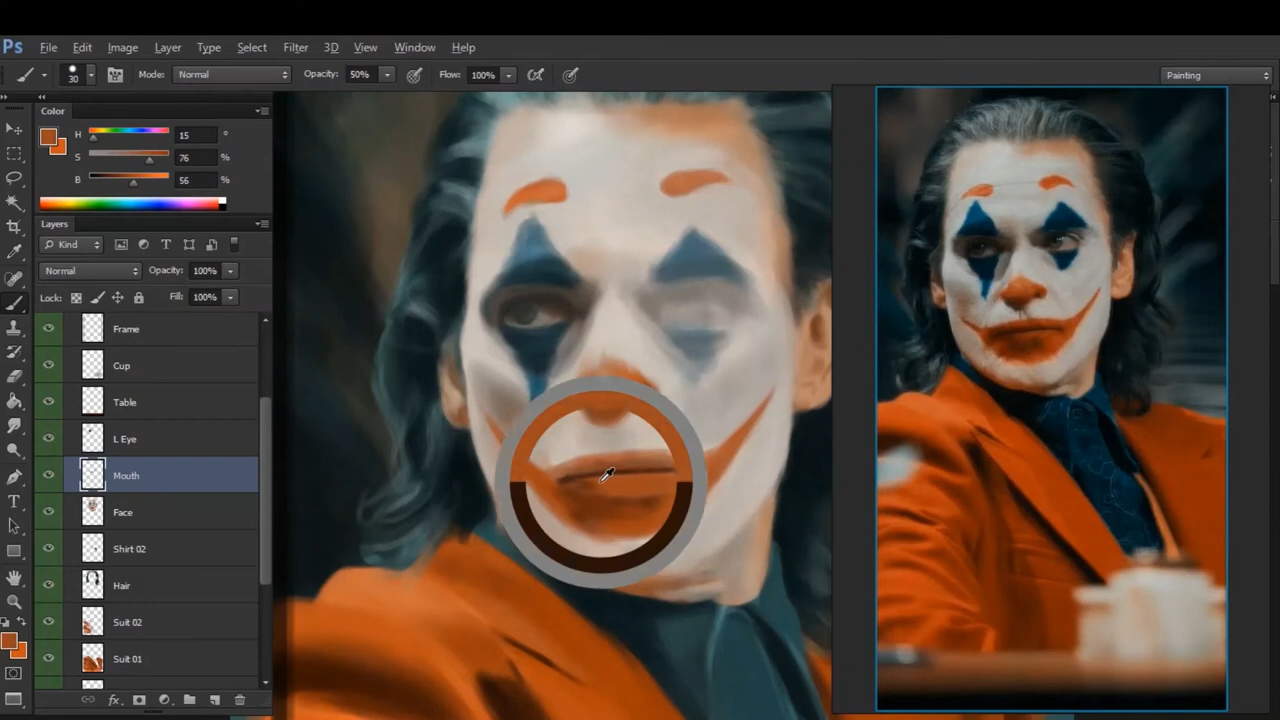 Ps File Edit Image Layer Type Select Filter 3D View Window Help
30 Mode: Normal Opacity: 50% Flow: 100% Painting
Color
H 15 °
S 76 %
B 56 %
Layers
Kind
Normal Opacity: 100%
Lock: Fill: 100%
Frame
Cup
Table
L Eye
Mouth
Face
Shirt 02
Hair
Suit 02
Suit 01
fx